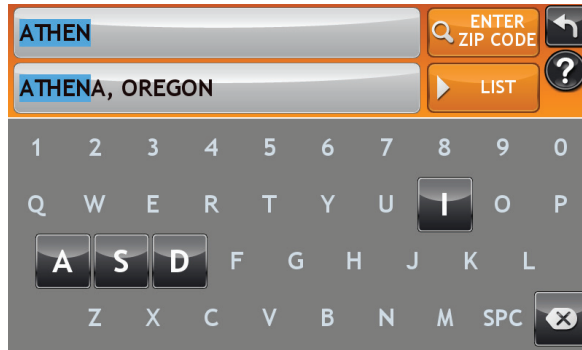 ATHEN
ENTER
ZIP CODE
ATHENA, OREGON
LIST
?
1 2 3 4 5 6 7 8 9 0
Q W E R T Y U I O P
A S D F G H J K L
Z X C V B N M SPC